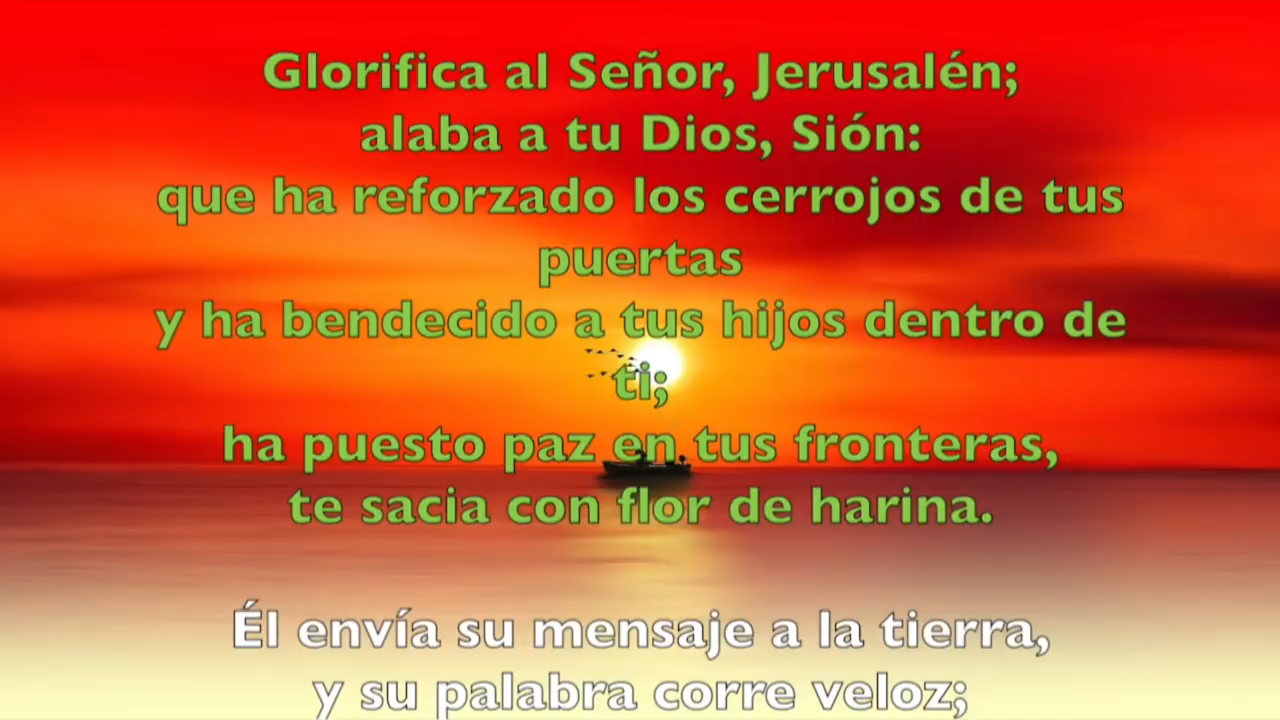 Glorifica al Señor, Jerusalén;
alaba a tu Dios, Sión:
que ha reforzado los cerrojos de tus
puertas
y ha bendecido a tus hijos dentro de
ti;
ha puesto paz en tus fronteras,
te sacia con flor de harina.
Él envía su mensaje a la tierra,
y su palabra corre veloz;